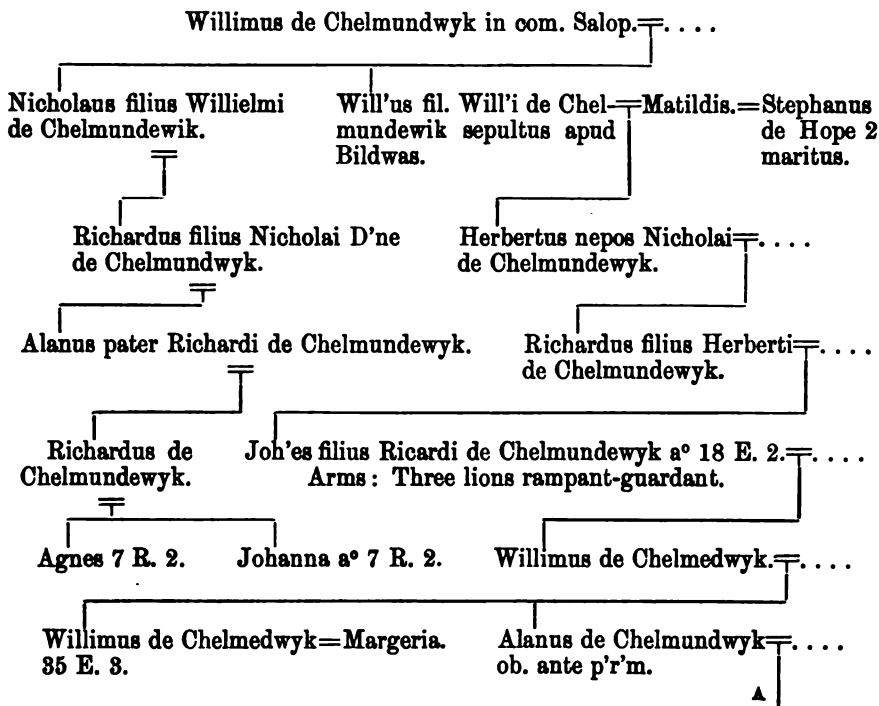 Willimus de Chelmundwyk in com. Salop.=. . . .
Nicholaus filius Willielmi
de Chelmundewik.
Will'us fil. Will'i de Chel-=Matildis.=Stephanus
mundewik sepultus apud
Bildwas.
de Hope 2
maritus.
Richardus filius Nicholai D'ne
de Chelmundwyk.
Herbertus nepos Nicholai=. . . .
de Chelmundewyk.
Alanus pater Richardi de Chelmundewyk.
Richardus filius Herberti=. . . .
de Chelmundewyk.
Richardus de
Chelmundewyk.
Joh'es filius Ricardi de Chelmundewyk aº 18 E. 2.=. . . .
Arms: Three lions rampant-guardant.
Agnes 7 R. 2.
Johanna aº 7 R. 2.
Willimus de Chelmedwyk.=. . . .
Willimus de Chelmedwyk=Margeria.
35 E. 3.
Alanus de Chelmundwyk=. . . .
ob. ante p'r'm.
A